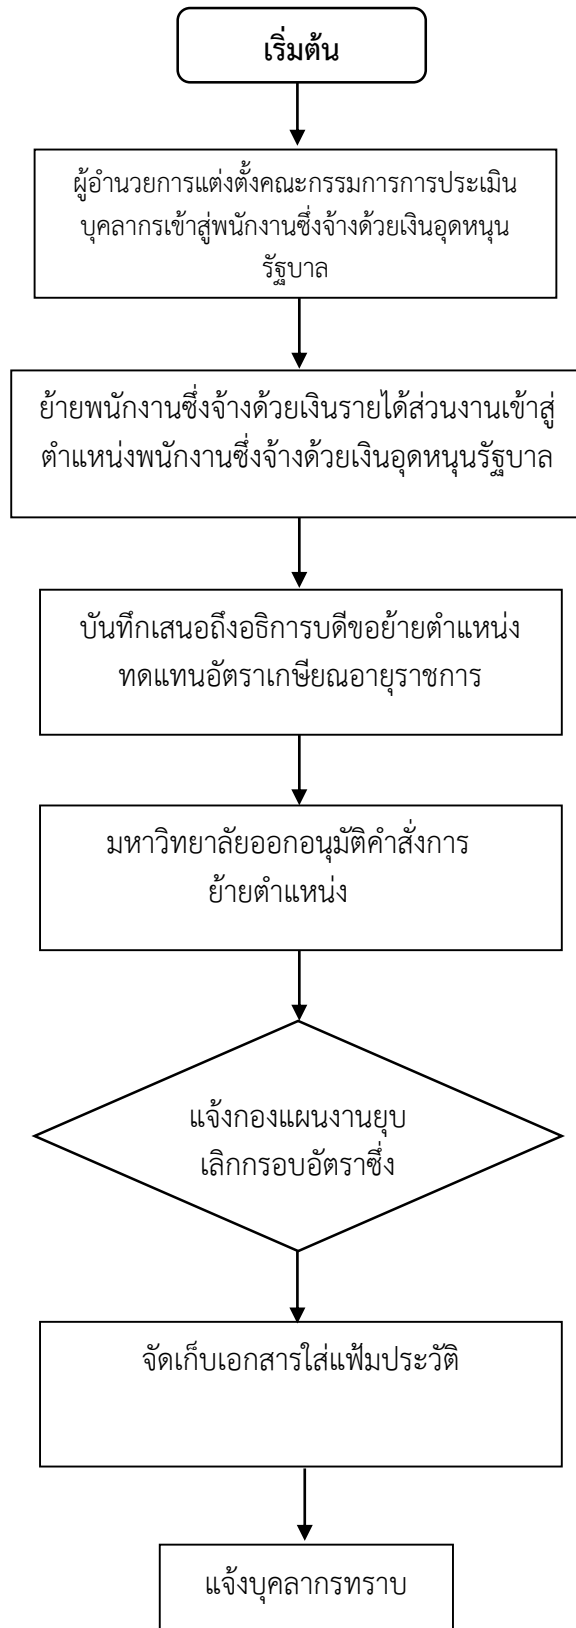 เริ่มต้น
ผู้อำนวยการแต่งตั้งคณะกรรมการการประเมิน
บุคลากรเข้าสู่พนักงานซึ่งจ้างด้วยเงินอุดหนุน
รัฐบาล
ย้ายพนักงานซึ่งจ้างด้วยเงินรายได้ส่วนงานเข้าสู่
ตำแหน่งพนักงานซึ่งจ้างด้วยเงินอุดหนุนรัฐบาล
บันทึกเสนอถึงอธิการบดีขอย้ายตำแหน่ง
ทดแทนอัตราเกษียณอายุราชการ
มหาวิทยาลัยออกอนุมัติคำสั่งการ
ย้ายตำแหน่ง
แจ้งกองแผนงานยุบ
เลิกกรอบอัตราซึ่ง
จัดเก็บเอกสารใส่แฟ้มประวัติ
แจ้งบุคลากรทราบ